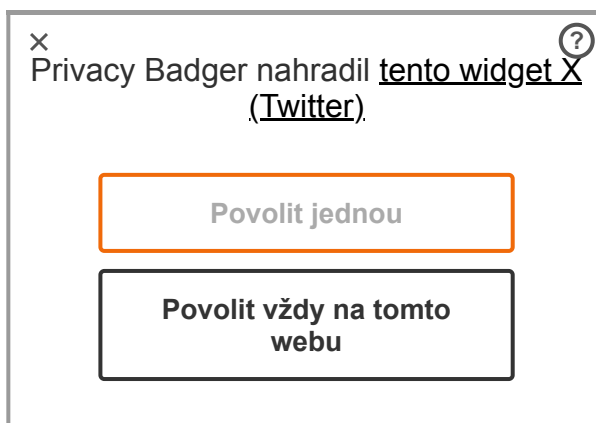 ×
?
Privacy Badger nahradil tento widget X
(Twitter)
Povolit jednou
Povolit vždy na tomto
webu